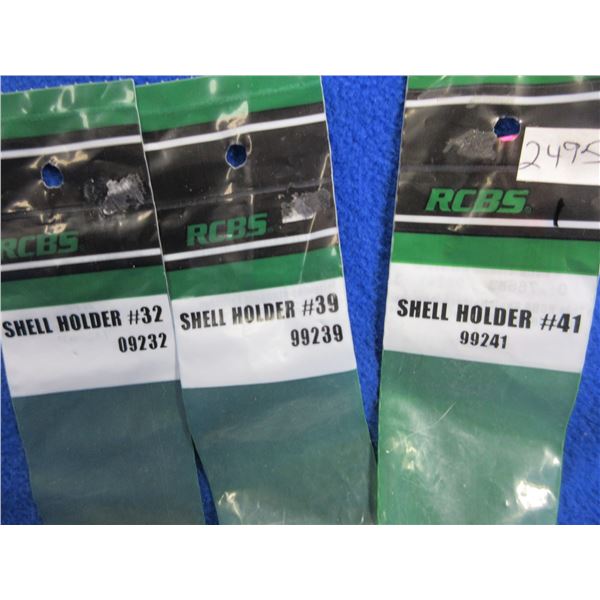 RCBS
SHELL HOLDER #32
09232
RCBS
SHELL HOLDER #39
99239
2495
RCBS
SHELL HOLDER #41
99241